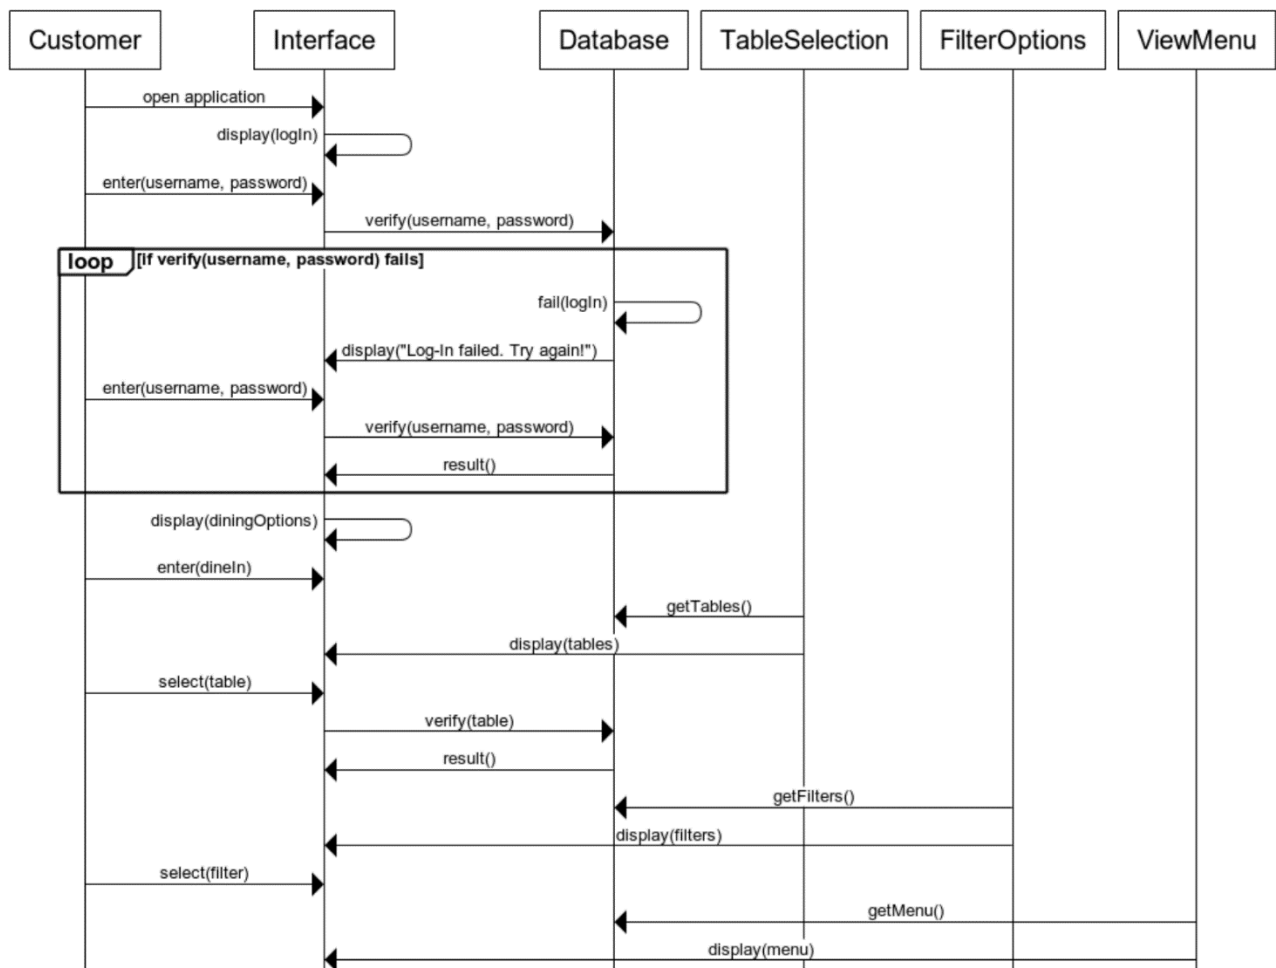 Customer Interface Database TableSelection FilterOptions ViewMenu
open application
display(logIn)
enter(username, password)
verify(username, password)
loop [if verify(username, password) fails]
fail(logIn)
display("Log-In failed. Try again!")
enter(username, password)
verify(username, password)
result()
display(diningOptions)
enter(dineIn)
getTables()
display(tables)
select(table)
verify(table)
result()
getFilters()
display(filters)
select(filter)
getMenu()
display(menu)